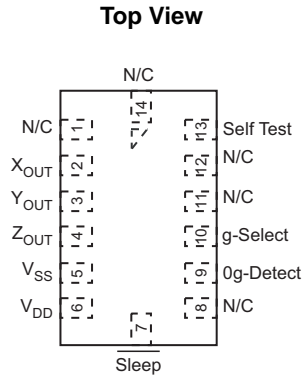 Top View
N/C
14
N/C 1 13 Self Test
XOUT 2 12 N/C
YOUT 3 11 N/C
ZOUT 4 10 g-Select
VSS 5 9 0g-Detect
VDD 6 8 N/C
7
Sleep